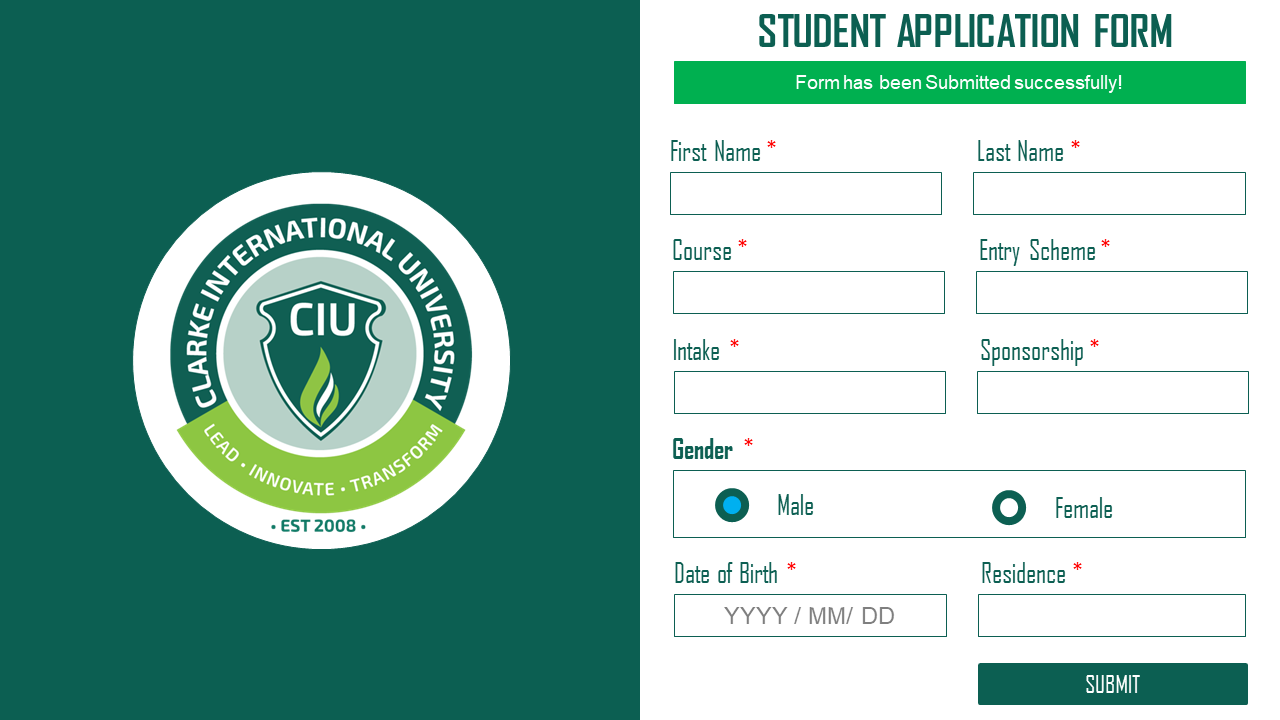 CLARKE INTERNATIONAL UNIVERSITY
CIU
LEAD • INNOVATE • TRANSFORM
• EST 2008 •
STUDENT APPLICATION FORM
Form has been Submitted successfully!
First Name *
Last Name *
Course *
Entry Scheme *
Intake *
Sponsorship *
Gender *
Male
Female
Date of Birth *
Residence *
YYYY / MM/ DD
SUBMIT